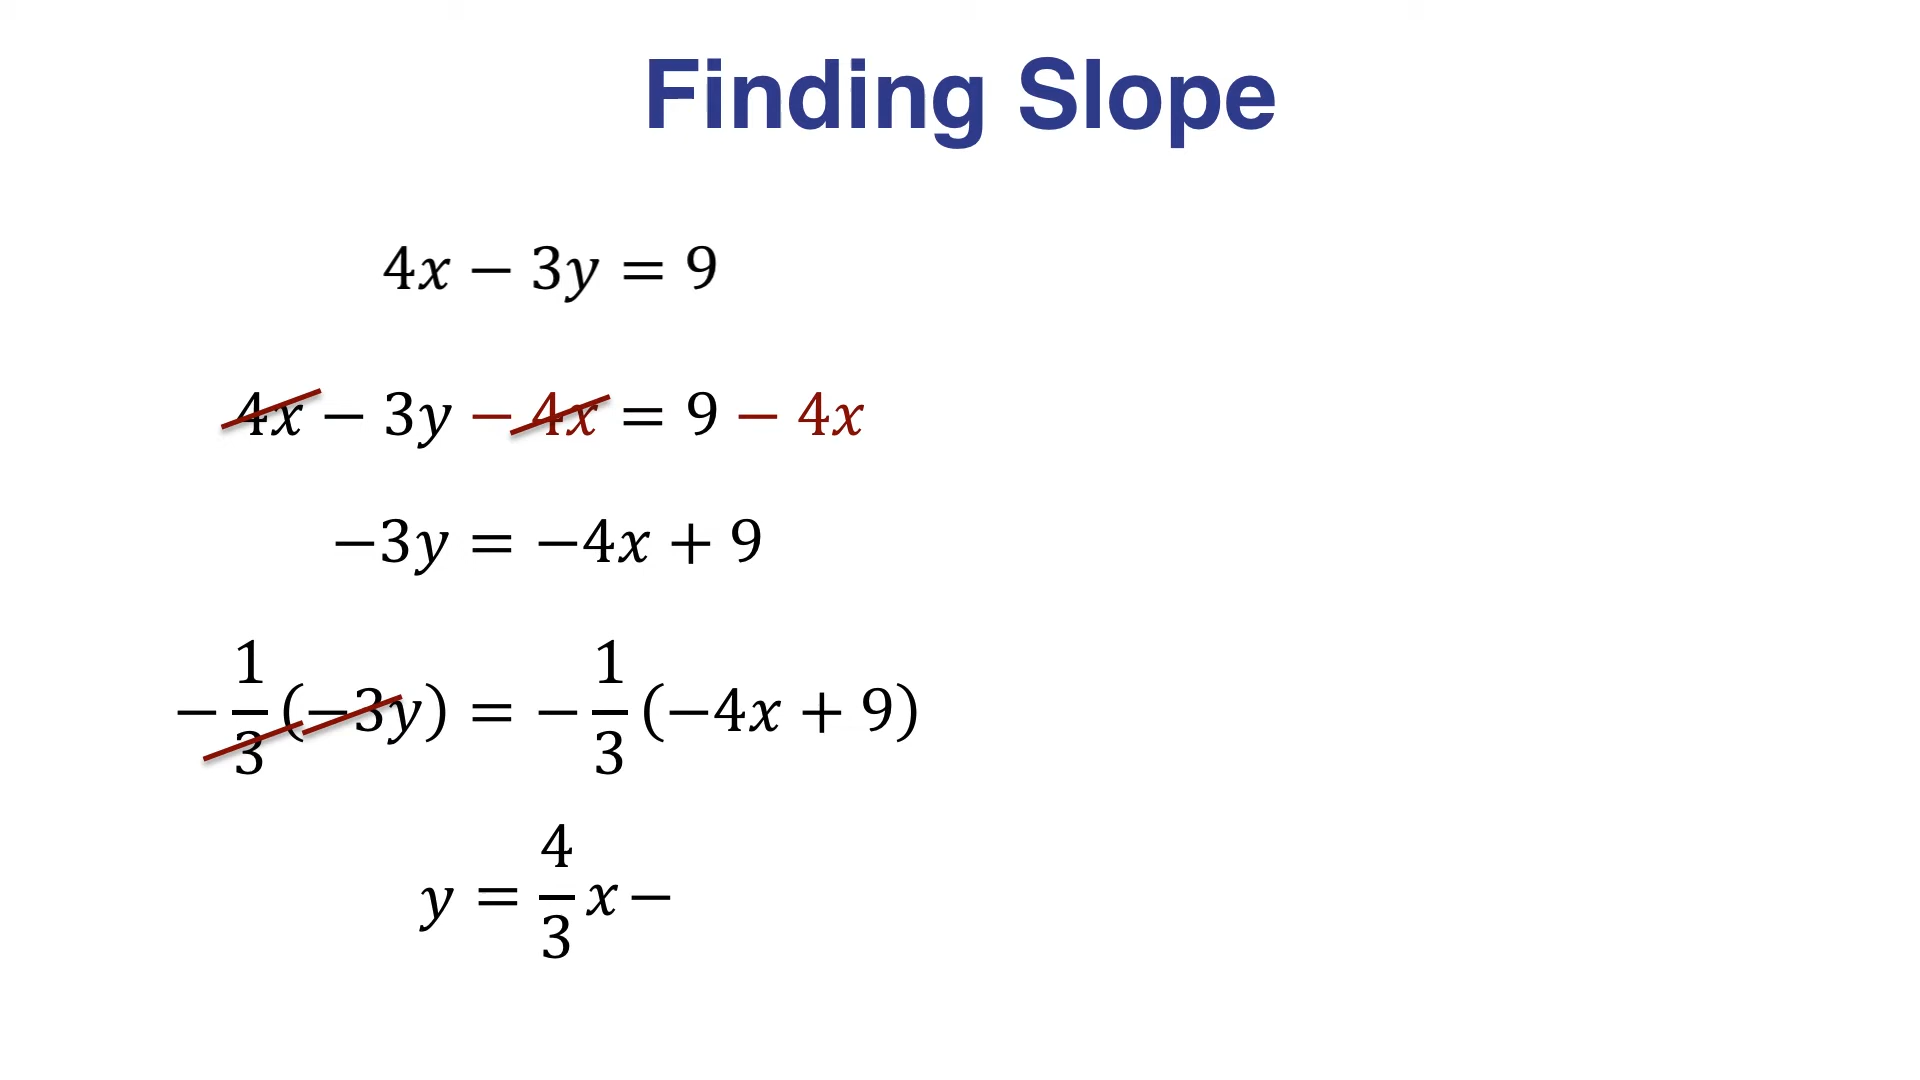 Finding Slope
4x − 3y = 9
4x − 3y − 4x = 9 − 4x
−3y = −4x + 9
−1/3(−3y) = −1/3(−4x + 9)
y = 4/3x −